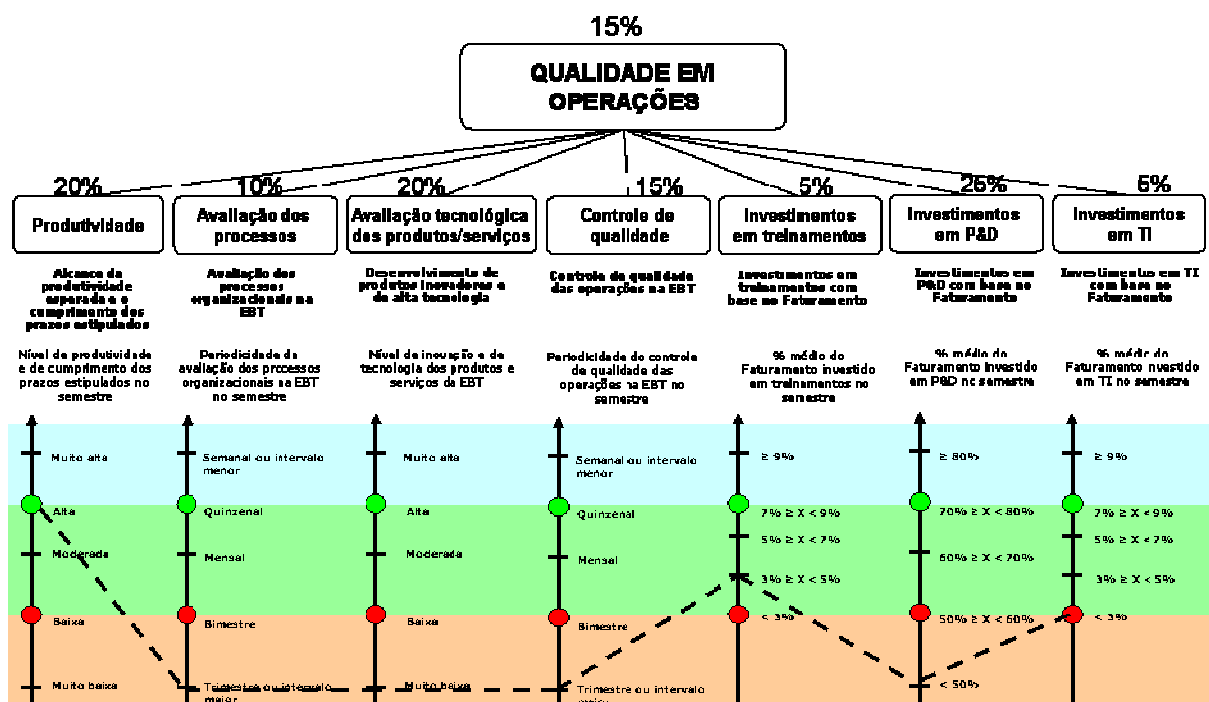 15%
QUALIDADE EM
OPERAÇÕES
20%
10%
20%
15%
5%
25%
5%
Produtividade
Avaliação dos
processos
Avaliação tecnológica
dos produtos/serviços
Controle de
qualidade
Investimentos
em treinamentos
Investimentos
em P&D
Investimentos
em TI
Alcance da
produtividade
esperada e o
cumprimento dos
prazos estipulados
Avaliação dos
processos
organizacionais na
EBT
Desenvolvimento de
produtos inovadores e
de alta tecnologia
Controle de qualidade
das operações na EBT
Investimentos em
treinamentos com
base no Faturamento
Investimentos em
P&D com base no
Faturamento
Investimentos em TI
com base no
Faturamento
Nível de produtividade
e de cumprimento dos
prazos estipulados no
semestre
Periodicidade da
avaliação dos processos
organizacionais na EBT
no semestre
Nível de inovação e de
tecnologia dos produtos e
serviços da EBT
Periodicidade do controle
de qualidade das
operações na EBT no
semestre
% médio do
Faturamento investido
em treinamentos no
semestre
% médio do
Faturamento investido
em P&D no semestre
% médio do
Faturamento investido
em TI no semestre
Muito alta
Alta
Moderada
Baixa
Muito baixa
Semanal ou intervalo
menor
Quinzenal
Mensal
Bimestre
Trimestre ou intervalo
maior
Muito alta
Alta
Moderada
Baixa
Muito baixa
Semanal ou intervalo
menor
Quinzenal
Mensal
Bimestre
Trimestre ou intervalo
≥ 9%
7% ≥ X < 9%
5% ≥ X < 7%
3% ≥ X < 5%
< 3%
≥ 80%
70% ≥ X < 80%
60% ≥ X < 70%
50% ≥ X < 60%
< 50%
≥ 9%
7% ≥ X < 9%
5% ≥ X < 7%
3% ≥ X < 5%
< 3%